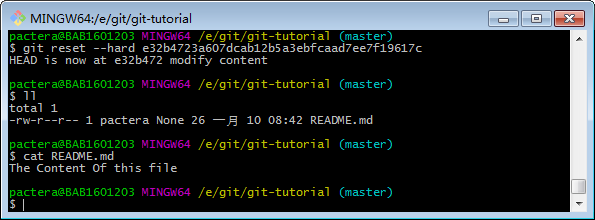 MINGW64:/e/git/git-tutorial
pactera@BAB1601203 MINGW64 /e/git/git-tutorial (master)
$ git reset --hard e32b4723a607dcab12b5a3ebfcaad7ee7f19617c
HEAD is now at e32b472 modify content
pactera@BAB1601203 MINGW64 /e/git/git-tutorial (master)
$ ll
total 1
-rw-r--r-- 1 pactera None 26 一月 10 08:42 README.md
pactera@BAB1601203 MINGW64 /e/git/git-tutorial (master)
$ cat README.md
The Content Of this file
pactera@BAB1601203 MINGW64 /e/git/git-tutorial (master)
$